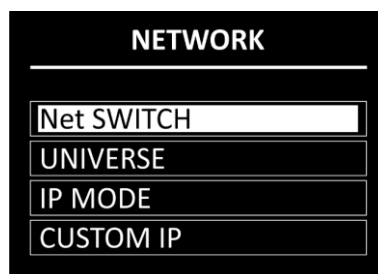 NETWORK
Net SWITCH
UNIVERSE
IP MODE
CUSTOM IP